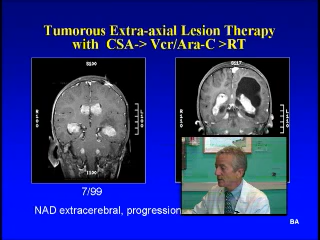 Tumorous Extra-axial Lesion Therapy
with CSA-> Vcr/Ara-C >RT
7/99
NAD extracerebral, progression
BA